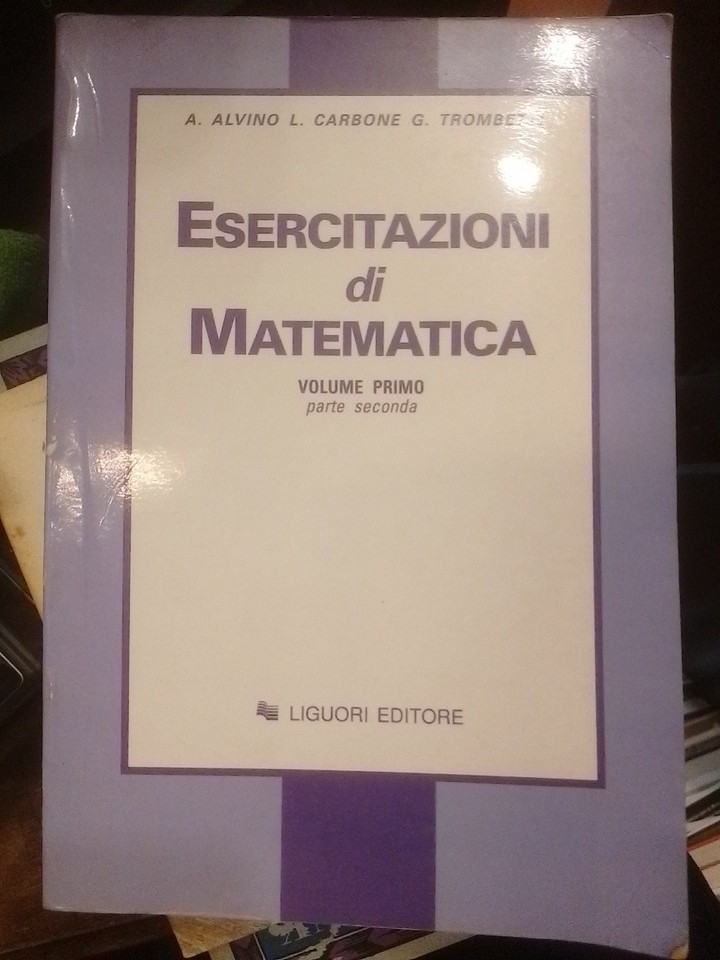 A. ALVINO L. CARBONE G.
ESERCITAZIONI
di
MATEMATICA
VOLUME PRIMO
parte seconda
LIGUORI EDITORE